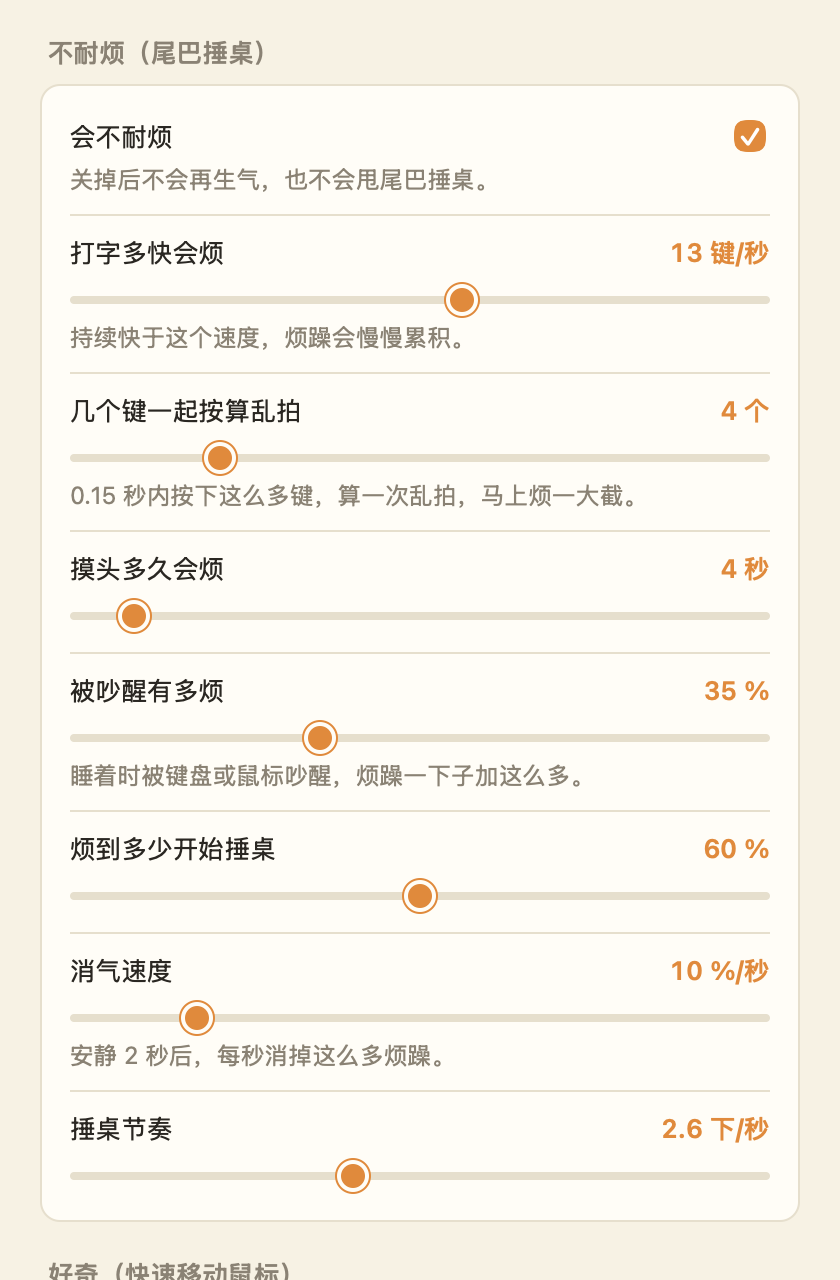 不耐烦（尾巴捶桌）
会不耐烦
关掉后不会再生气，也不会甩尾巴捶桌。
打字多快会烦 13 键/秒
持续快于这个速度，烦躁会慢慢累积。
几个键一起按算乱拍 4 个
0.15 秒内按下这么多键，算一次乱拍，马上烦一大截。
摸头多久会烦 4 秒
被吵醒有多烦 35 %
睡着时被键盘或鼠标吵醒，烦躁一下子加这么多。
烦到多少开始捶桌 60 %
消气速度 10 %/秒
安静 2 秒后，每秒消掉这么多烦躁。
捶桌节奏 2.6 下/秒
好奇（快速移动鼠标）